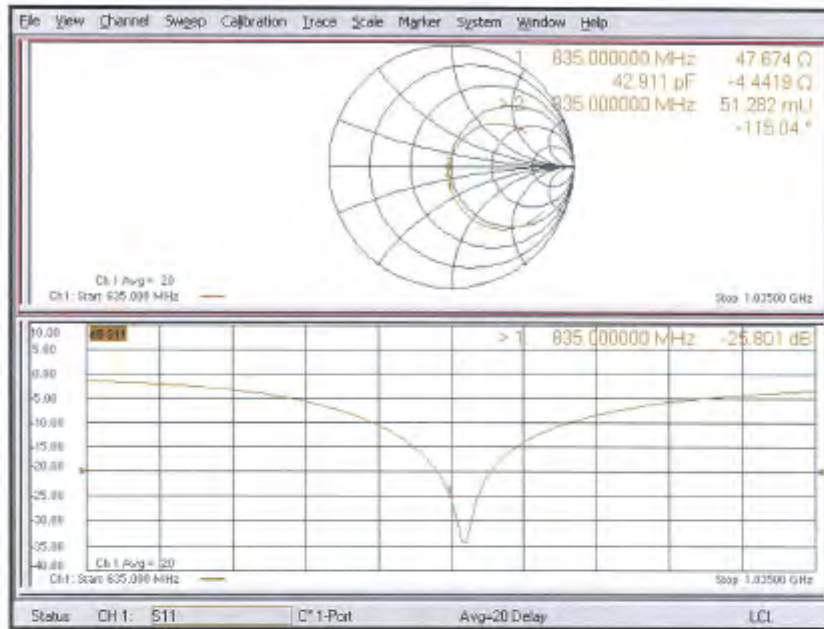 File View Channel Sweep Calibration Trace Scale Marker System Window Help
1 835.000000 MHz 47.674 Ω
42.911 pF -4.4419 Ω
> 2 835.000000 MHz 51.282 mU
-115.04 °
Ch 1 Avg = 20
Ch1: Start 635.000 MHz
Stop 1.03500 GHz
10.00
dB S11
> 1 835.000000 MHz -25.801 dB
5.00
0.00
-5.00
-10.00
-15.00
-20.00
-25.00
-30.00
-35.00
-40.00
Ch 1 Avg = 20
Ch1: Start 635.000 MHz
Stop 1.03500 GHz
Status CH 1: S11 C* 1-Port Avg=20 Delay LCL